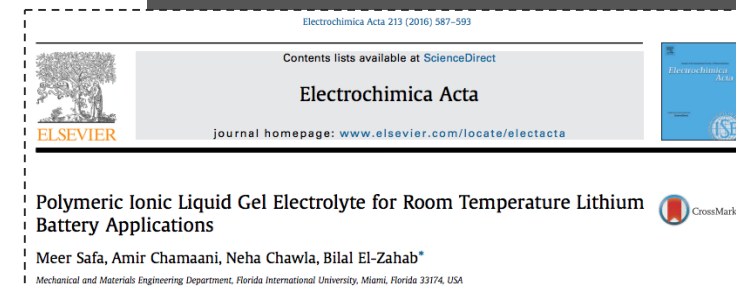 Electrochimica Acta 213 (2016) 587–593
Contents lists available at ScienceDirect
Electrochimica Acta
journal homepage: www.elsevier.com/locate/electacta
ELSEVIER
Electrochimica
Acta
Polymeric Ionic Liquid Gel Electrolyte for Room Temperature Lithium
Battery Applications
CrossMark
Meer Safa, Amir Chamaani, Neha Chawla, Bilal El-Zahab*
Mechanical and Materials Engineering Department, Florida International University, Miami, Florida 33174, USA